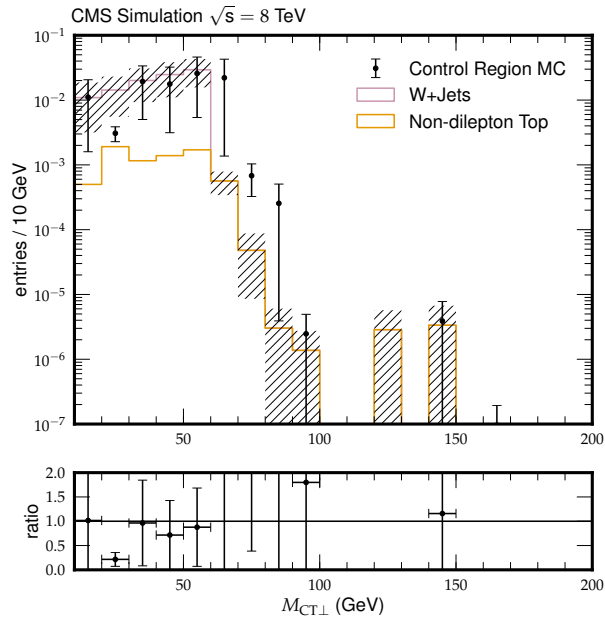 CMS Simulation √s = 8 TeV
10⁻¹
10⁻²
10⁻³
10⁻⁴
10⁻⁵
10⁻⁶
10⁻⁷
entries / 10 GeV
Control Region MC
W+Jets
Non-dilepton Top
50 100 150 200
2.0
1.5
1.0
0.5
0.0
ratio
50 100 150 200
M_CT⊥ (GeV)